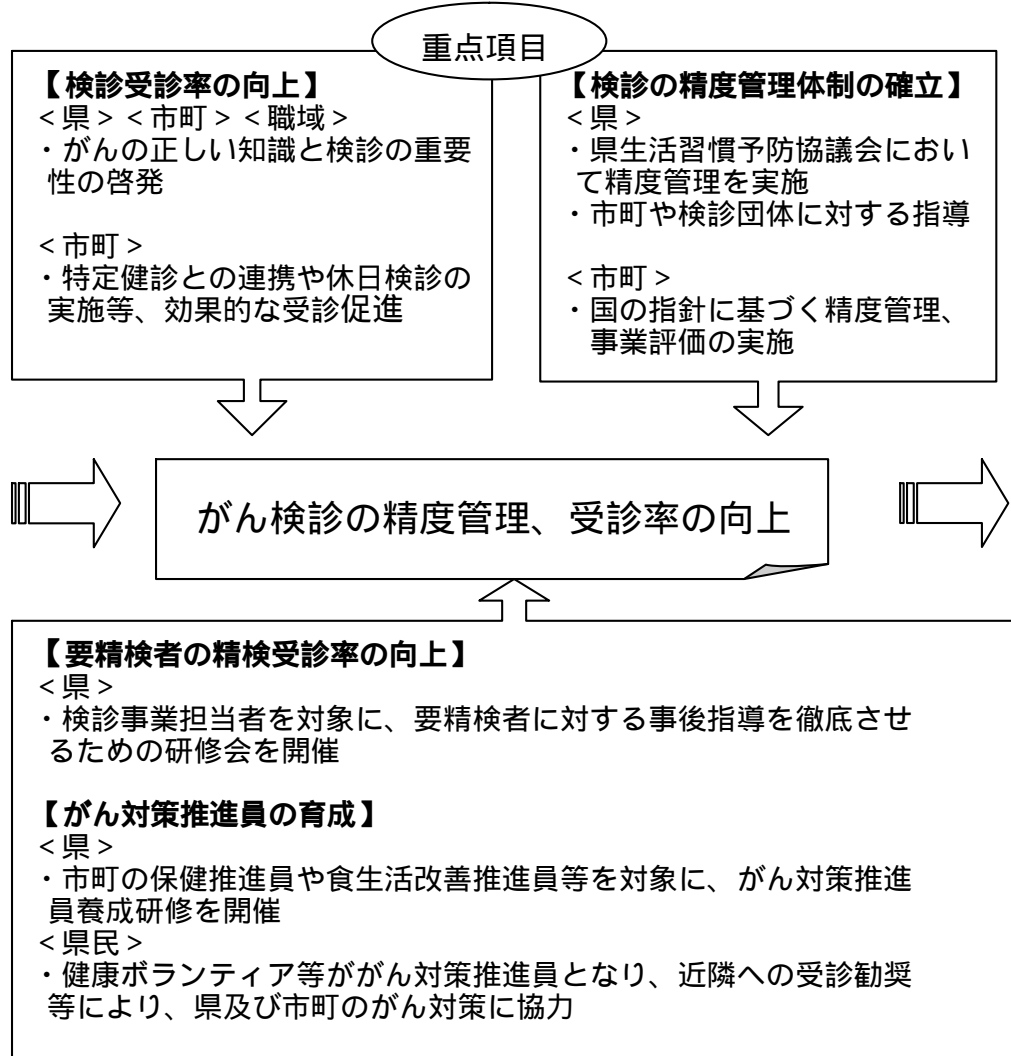 重点項目
【検診受診率の向上】
＜県＞＜市町＞＜職域＞
・がんの正しい知識と検診の重要
性の啓発
＜市町＞
・特定健診との連携や休日検診の
実施等、効果的な受診促進
【検診の精度管理体制の確立】
＜県＞
・県生活習慣予防協議会におい
て精度管理を実施
・市町や検診団体に対する指導
＜市町＞
・国の指針に基づく精度管理、
事業評価の実施
がん検診の精度管理、受診率の向上
【要精検者の精検受診率の向上】
＜県＞
・検診事業担当者を対象に、要精検者に対する事後指導を徹底させ
るための研修会を開催
【がん対策推進員の育成】
＜県＞
・市町の保健推進員や食生活改善推進員等を対象に、がん対策推進
員養成研修を開催
＜県民＞
・健康ボランティア等ががん対策推進員となり、近隣への受診勧奨
等により、県及び市町のがん対策に協力